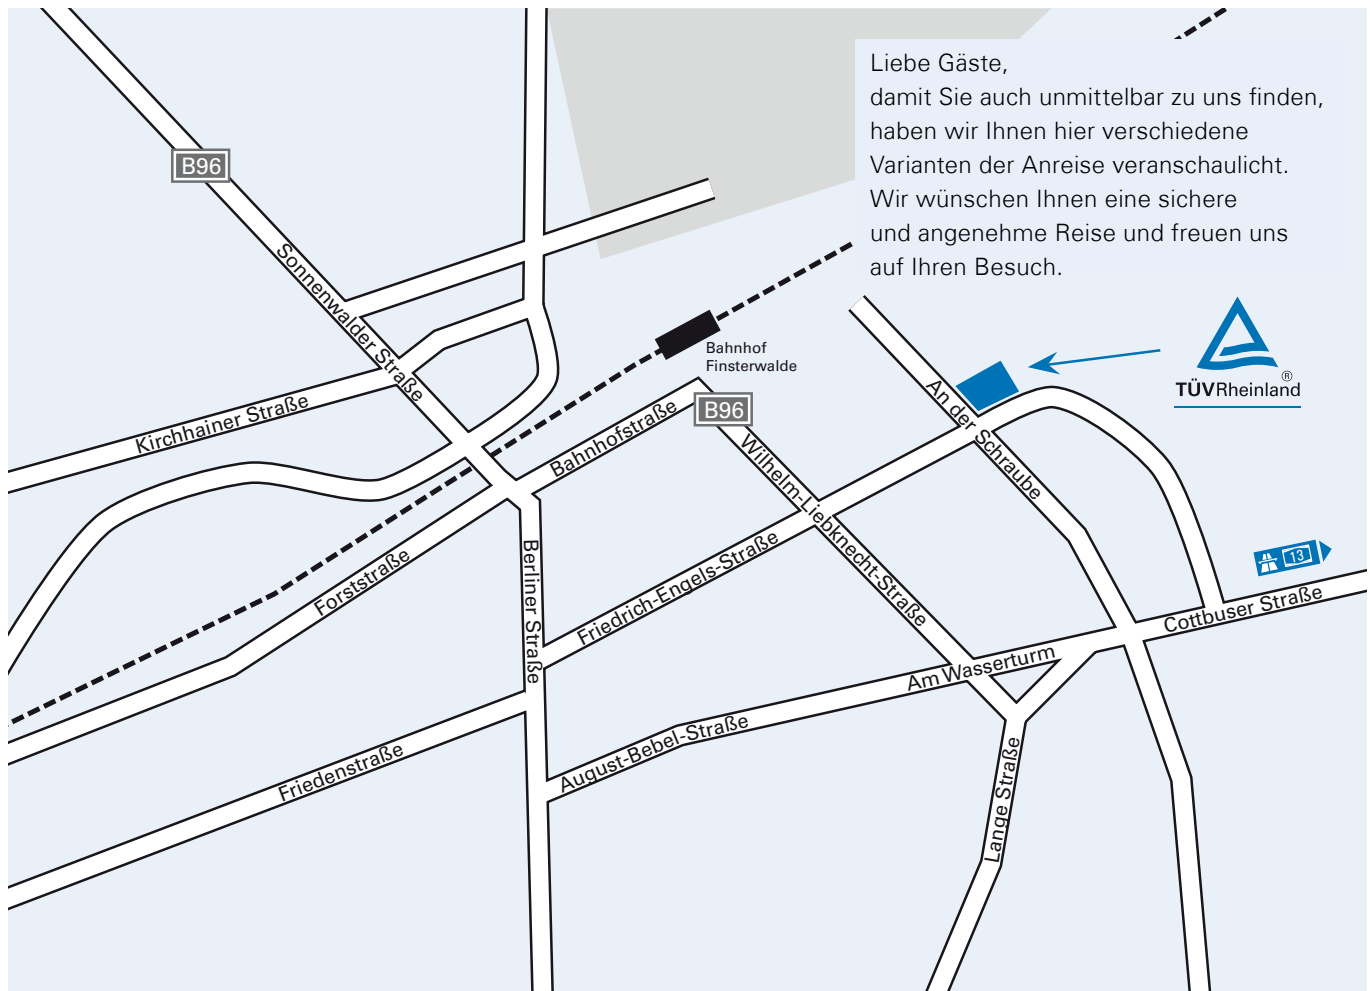 Liebe Gäste,
damit Sie auch unmittelbar zu uns finden,
haben wir Ihnen hier verschiedene
Varianten der Anreise veranschaulicht.
Wir wünschen Ihnen eine sichere
und angenehme Reise und freuen uns
auf Ihren Besuch.
B96
Sonnenwalder Straße
Bahnhof
Finsterwalde
TÜVRheinland
®
Kirchhainer Straße
Bahnhofstraße
B96
An der Schraube
Wilhelm-Liebknecht-Straße
Forststraße
Berliner Straße
Friedrich-Engels-Straße
13
Cottbuser Straße
Am Wasserturm
August-Bebel-Straße
Friedenstraße
Lange Straße